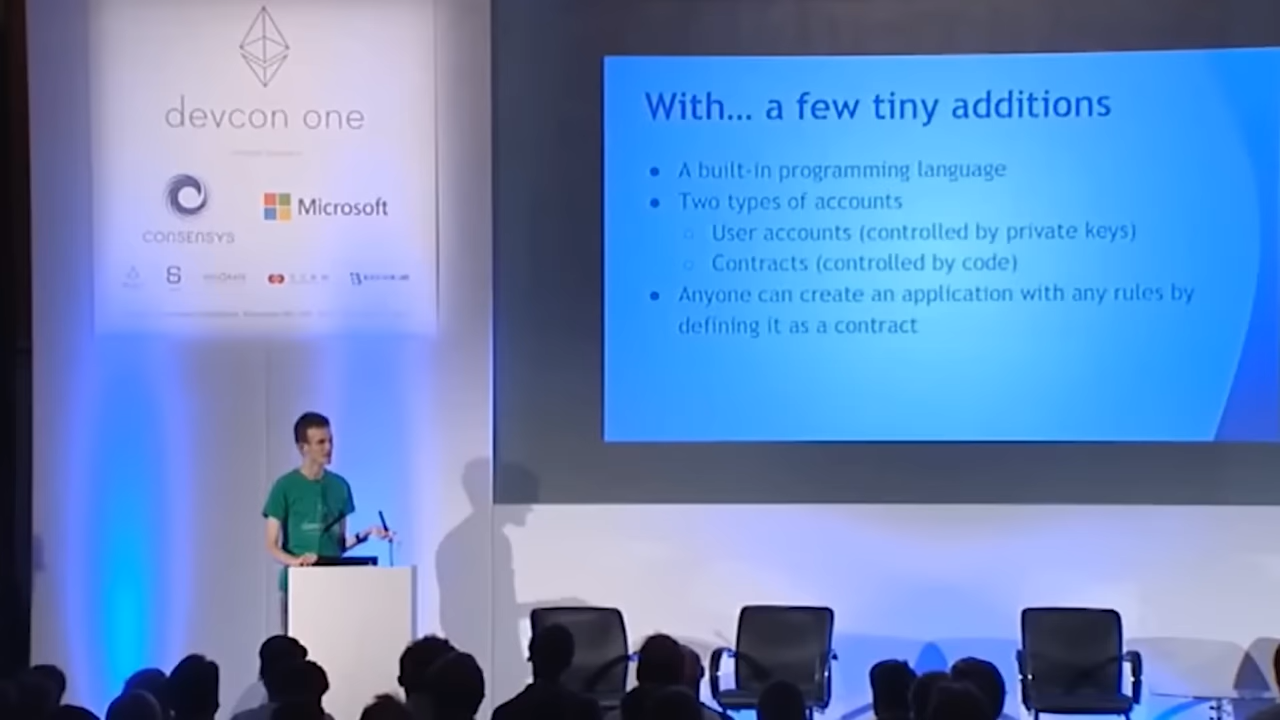 devcon one
CONSENSYS
Microsoft
With... a few tiny additions
● A built-in programming language
● Two types of accounts
○ User accounts (controlled by private keys)
○ Contracts (controlled by code)
● Anyone can create an application with any rules by
defining it as a contract